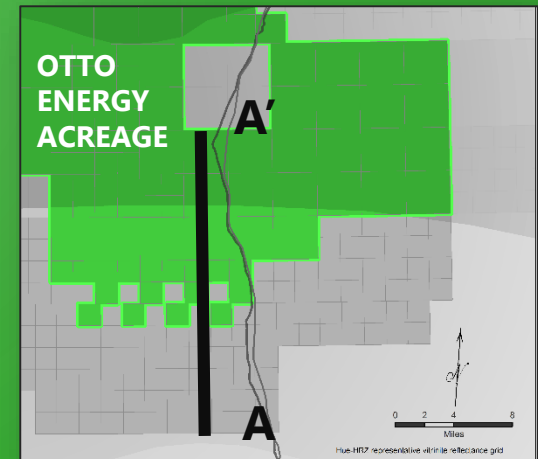 OTTO
ENERGY
ACREAGE
A′
A
0 2 4 8
Miles
Hue-HRZ representative vitrinite reflectance grid